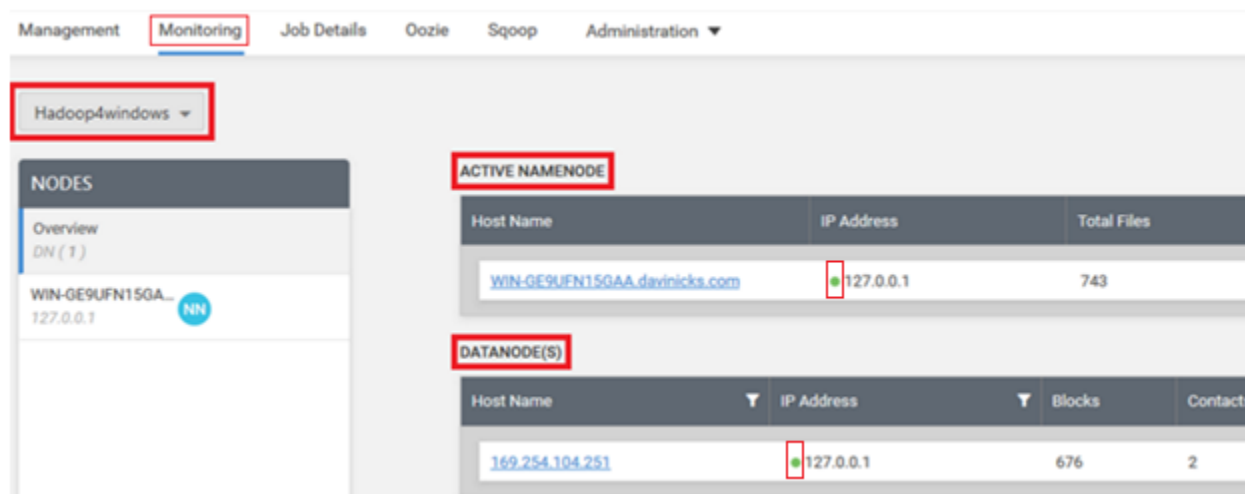 Management Monitoring Job Details Oozie Sqoop Administration
Hadoop4windows
NODES
Overview
DN ( 1 )
WIN-GE9UFN15GA...
127.0.0.1
NN
ACTIVE NAMENODE
Host Name IP Address Total Files
WIN-GE9UFN15GAA.davinicks.com 127.0.0.1 743
DATANODE(S)
Host Name IP Address Blocks Contact
169.254.104.251 127.0.0.1 676 2